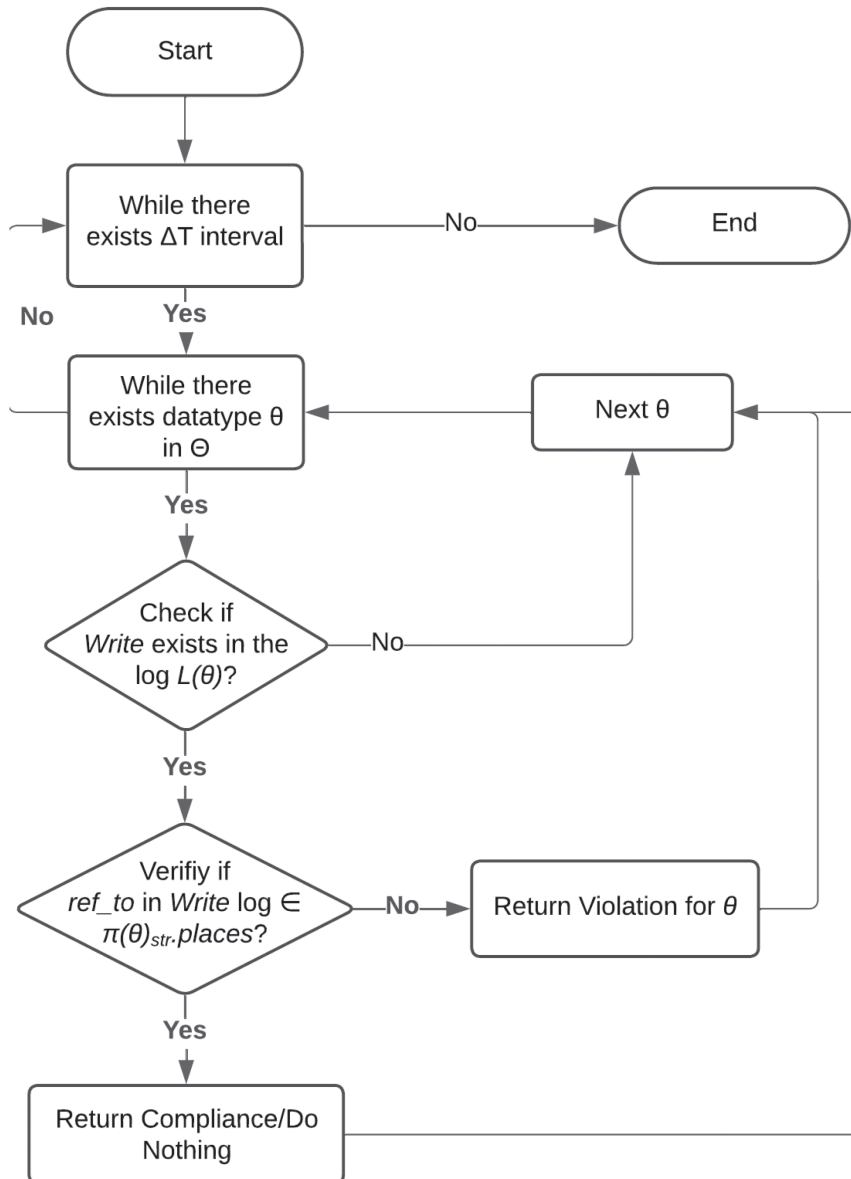 Start
While there
exists ΔT interval
No
End
No
Yes
While there
exists datatype θ
in Θ
Next θ
Yes
Check if
Write exists in the
log L(θ)?
No
Yes
Verifiy if
ref_to in Write log ∈
π(θ)str.places?
No
Return Violation for θ
Yes
Return Compliance/Do
Nothing